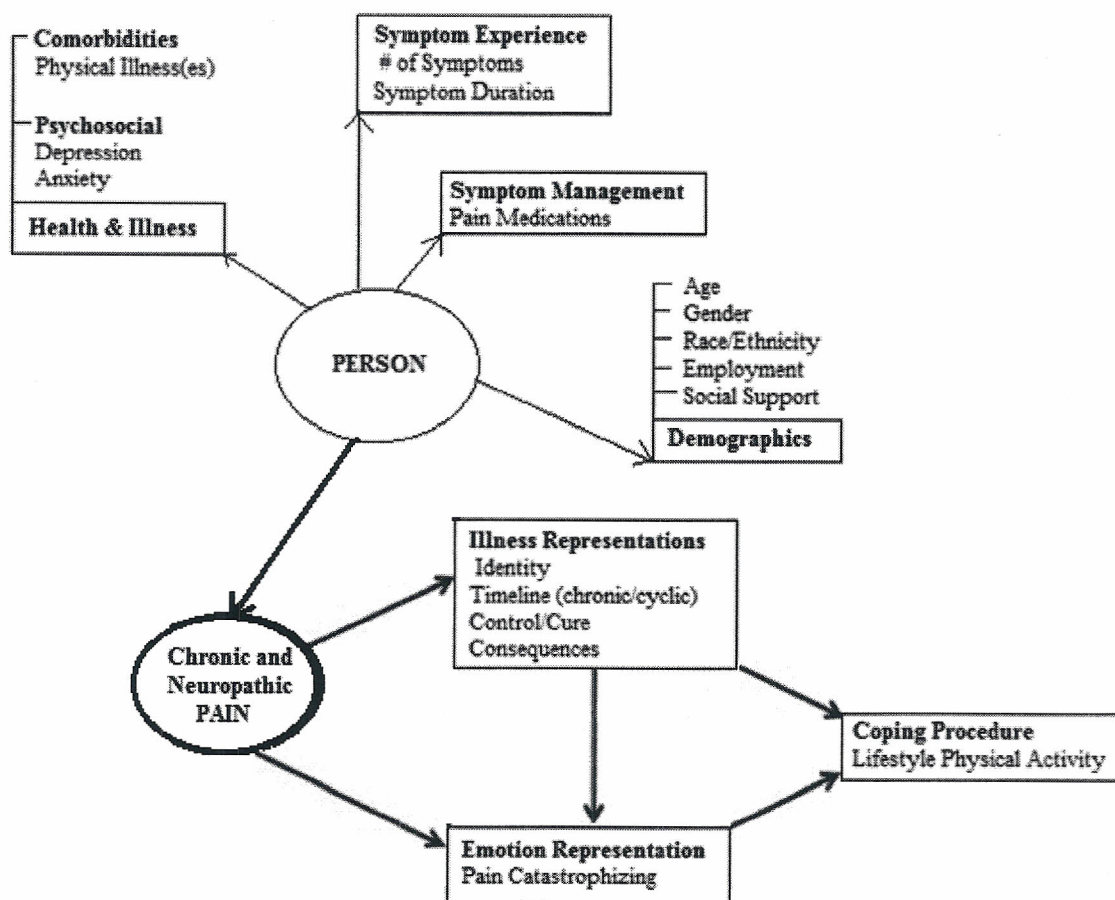 Comorbidities
Physical Illness(es)
Psychosocial
Depression
Anxiety
Health & Illness
Symptom Experience
# of Symptoms
Symptom Duration
Symptom Management
Pain Medications
PERSON
Age
Gender
Race/Ethnicity
Employment
Social Support
Demographics
Illness Representations
Identity
Timeline (chronic/cyclic)
Control/Cure
Consequences
Chronic and
Neuropathic
PAIN
Coping Procedure
Lifestyle Physical Activity
Emotion Representation
Pain Catastrophizing